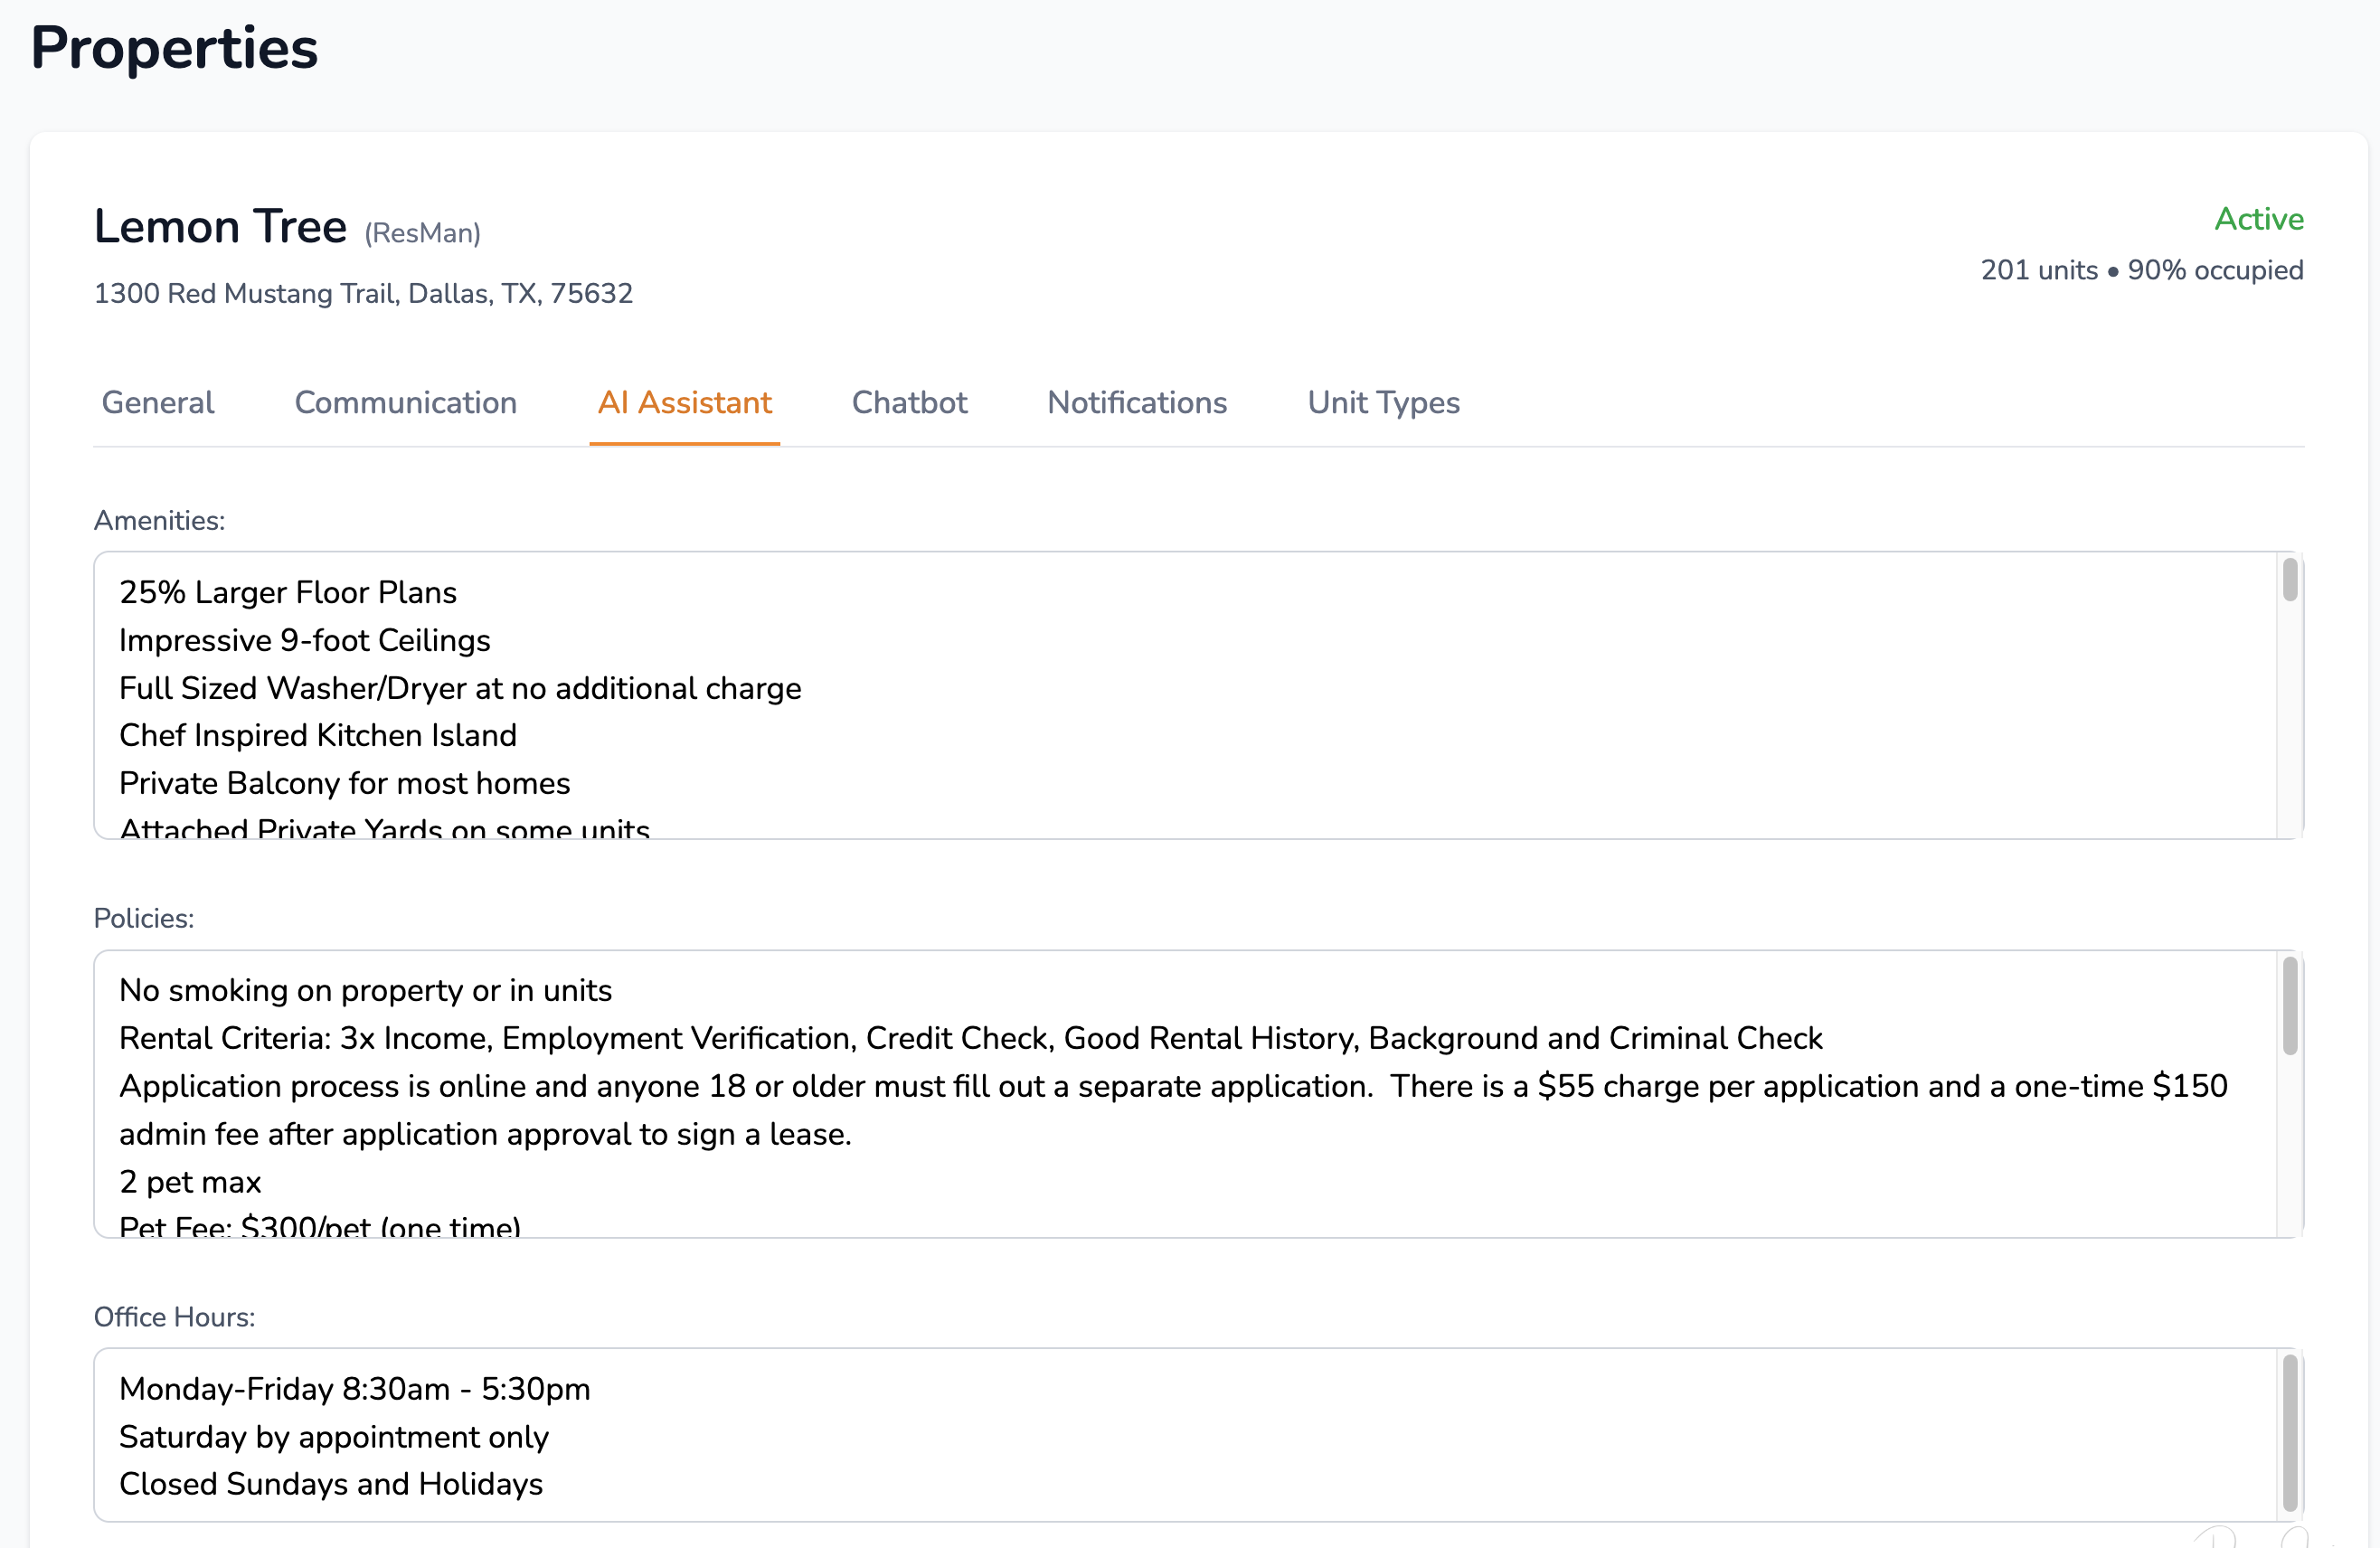 Properties
Lemon Tree (ResMan)
Active
1300 Red Mustang Trail, Dallas, TX, 75632
201 units • 90% occupied
General Communication AI Assistant Chatbot Notifications Unit Types
Amenities:
25% Larger Floor Plans
Impressive 9-foot Ceilings
Full Sized Washer/Dryer at no additional charge
Chef Inspired Kitchen Island
Private Balcony for most homes
Attached Private Yards on some units
Policies:
No smoking on property or in units
Rental Criteria: 3x Income, Employment Verification, Credit Check, Good Rental History, Background and Criminal Check
Application process is online and anyone 18 or older must fill out a separate application.  There is a $55 charge per application and a one-time $150
admin fee after application approval to sign a lease.
2 pet max
Pet Fee: $300/pet (one time)
Office Hours:
Monday-Friday 8:30am - 5:30pm
Saturday by appointment only
Closed Sundays and Holidays